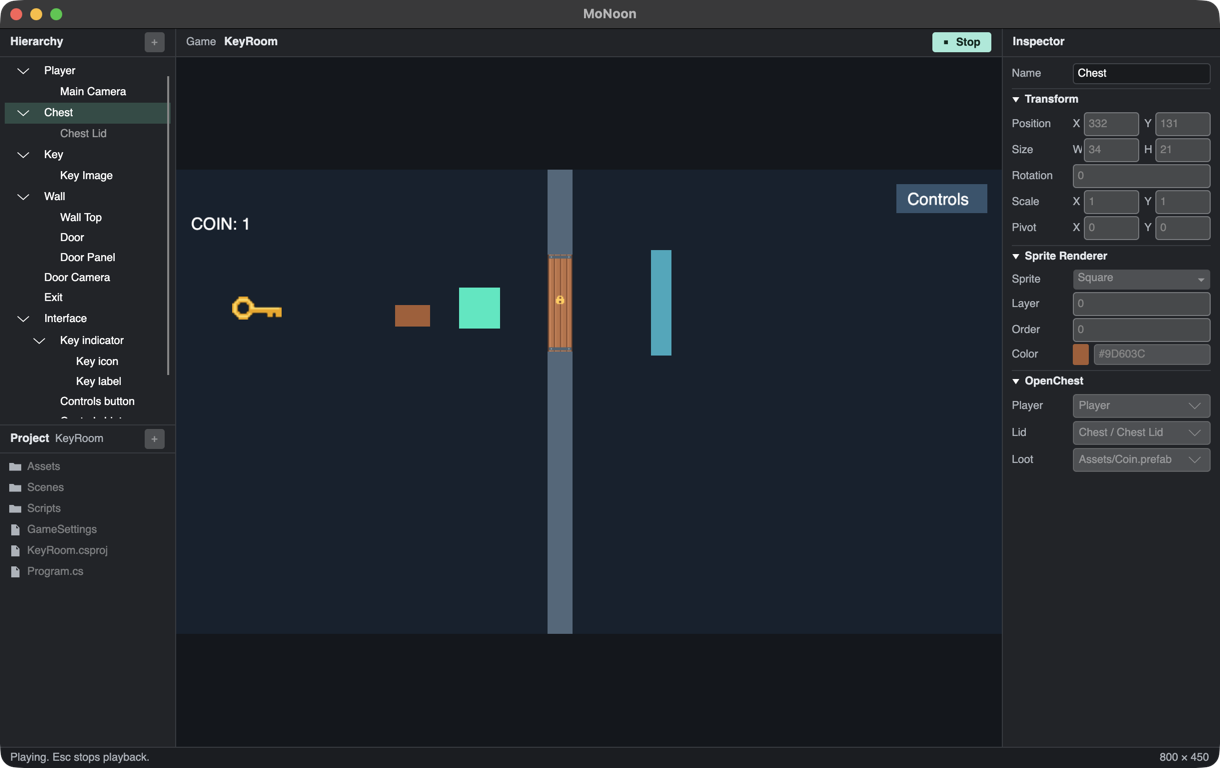 MoNoon
Hierarchy
+
Player
Main Camera
Chest
Chest Lid
Key
Key Image
Wall
Wall Top
Door
Door Panel
Door Camera
Exit
Interface
Key indicator
Key icon
Key label
Controls button
Project KeyRoom
+
Assets
Scenes
Scripts
GameSettings
KeyRoom.csproj
Program.cs
Game KeyRoom
Stop
Controls
COIN: 1
Inspector
Name Chest
Transform
Position X 332 Y 131
Size W 34 H 21
Rotation 0
Scale X 1 Y 1
Pivot X 0 Y 0
Sprite Renderer
Sprite Square
Layer 0
Order 0
Color #9D603C
OpenChest
Player Player
Lid Chest / Chest Lid
Loot Assets/Coin.prefab
Playing. Esc stops playback.
800 × 450